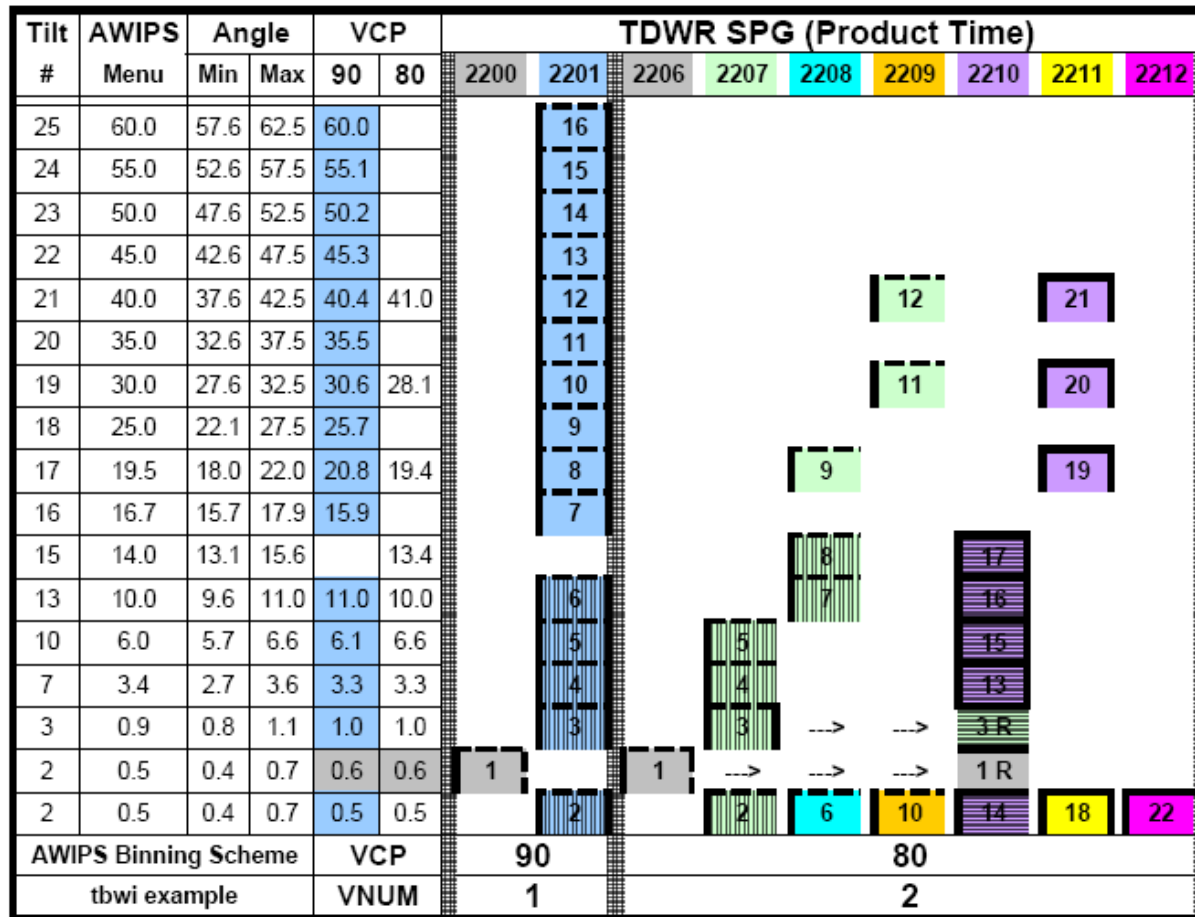 Tilt AWIPS Angle VCP TDWR SPG (Product Time)
# Menu Min Max 90 80 2200 2201 2206 2207 2208 2209 2210 2211 2212
25 60.0 57.6 62.5 60.0 16
24 55.0 52.6 57.5 55.1 15
23 50.0 47.6 52.5 50.2 14
22 45.0 42.6 47.5 45.3 13
21 40.0 37.6 42.5 40.4 41.0 12 12 21
20 35.0 32.6 37.5 35.5 11
19 30.0 27.6 32.5 30.6 28.1 10 11 20
18 25.0 22.1 27.5 25.7 9
17 19.5 18.0 22.0 20.8 19.4 8 9 19
16 16.7 15.7 17.9 15.9 7
15 14.0 13.1 15.6 13.4 8 17
13 10.0 9.6 11.0 11.0 10.0 6 7 16
10 6.0 5.7 6.6 6.1 6.6 5 5 15
7 3.4 2.7 3.6 3.3 3.3 4 4 13
3 0.9 0.8 1.1 1.0 1.0 3 3 ---> ---> 3 R
2 0.5 0.4 0.7 0.6 0.6 1 1 ---> ---> ---> 1 R
2 0.5 0.4 0.7 0.5 0.5 2 2 6 10 14 18 22
AWIPS Binning Scheme VCP 90 80
tbwi example VNUM 1 2